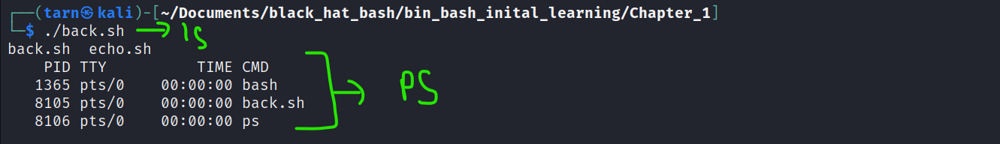 (tarn㉿kali)-[~/Documents/black_hat_bash/bin_bash_inital_learning/Chapter_1]
$ ./back.sh ls
back.sh  echo.sh
    PID TTY          TIME CMD
   1365 pts/0    00:00:00 bash
   8105 pts/0    00:00:00 back.sh
   8106 pts/0    00:00:00 ps
PS